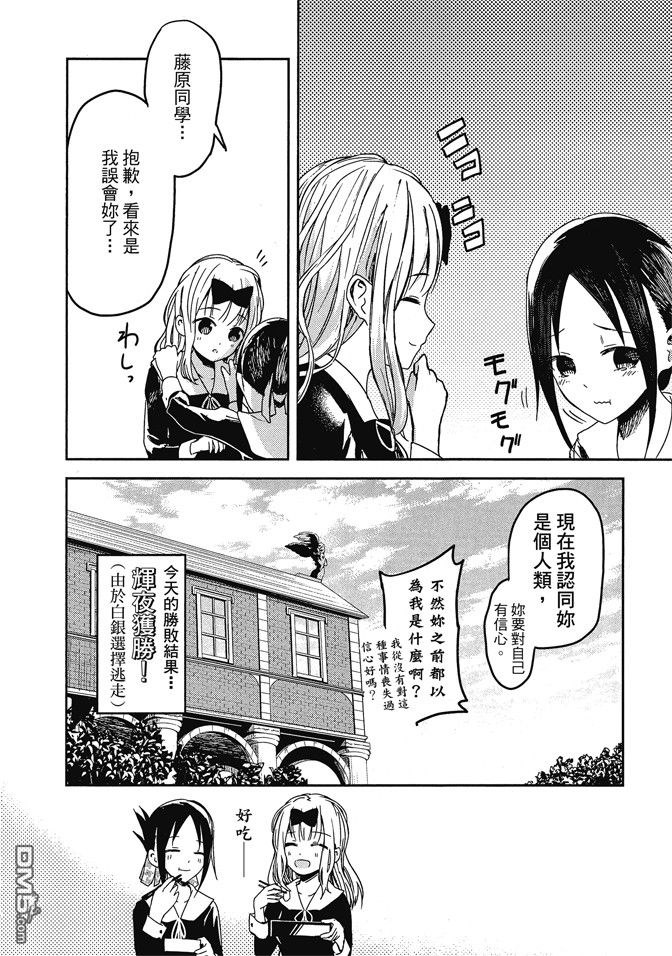 ニコ
ニコ
モグ
モグ
藤原同學…
抱歉，看來是
我誤會妳了…
わしっ
現在我認同妳
是個人類，
妳要對自己
有信心。
不然妳之前都以
為我是什麼啊？
我從沒有對這
種事情喪失過
信心好嗎？
今天的勝敗結果…
輝夜獲勝！
（由於白銀選擇逃走）
好吃——
DM5